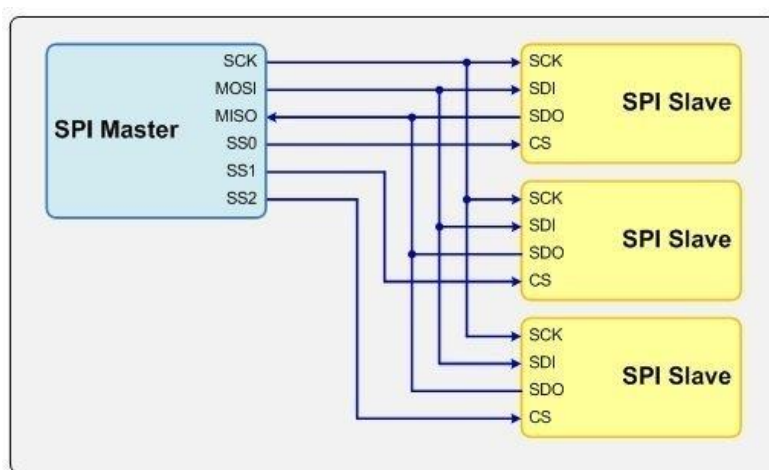 SPI Master
SCK
MOSI
MISO
SS0
SS1
SS2
SCK
SDI
SDO
CS
SPI Slave
SCK
SDI
SDO
CS
SPI Slave
SCK
SDI
SDO
CS
SPI Slave